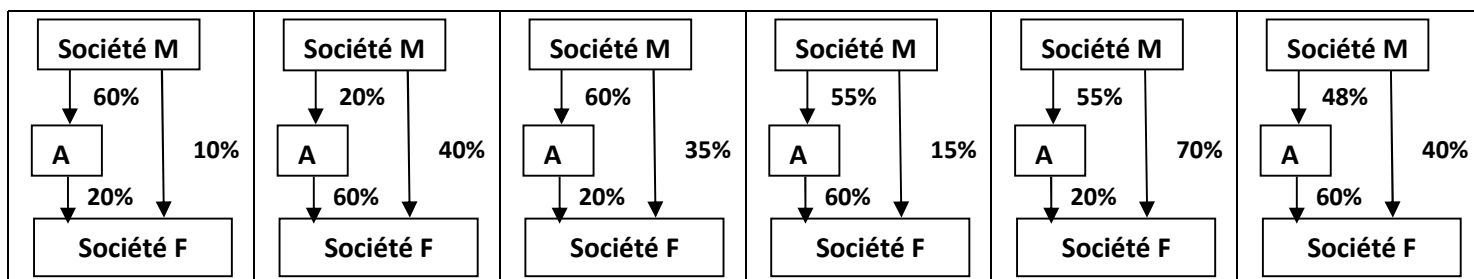 Société M
60%
A
10%
20%
Société F
Société M
20%
A
40%
60%
Société F
Société M
60%
A
35%
20%
Société F
Société M
55%
A
15%
60%
Société F
Société M
55%
A
70%
20%
Société F
Société M
48%
A
40%
60%
Société F